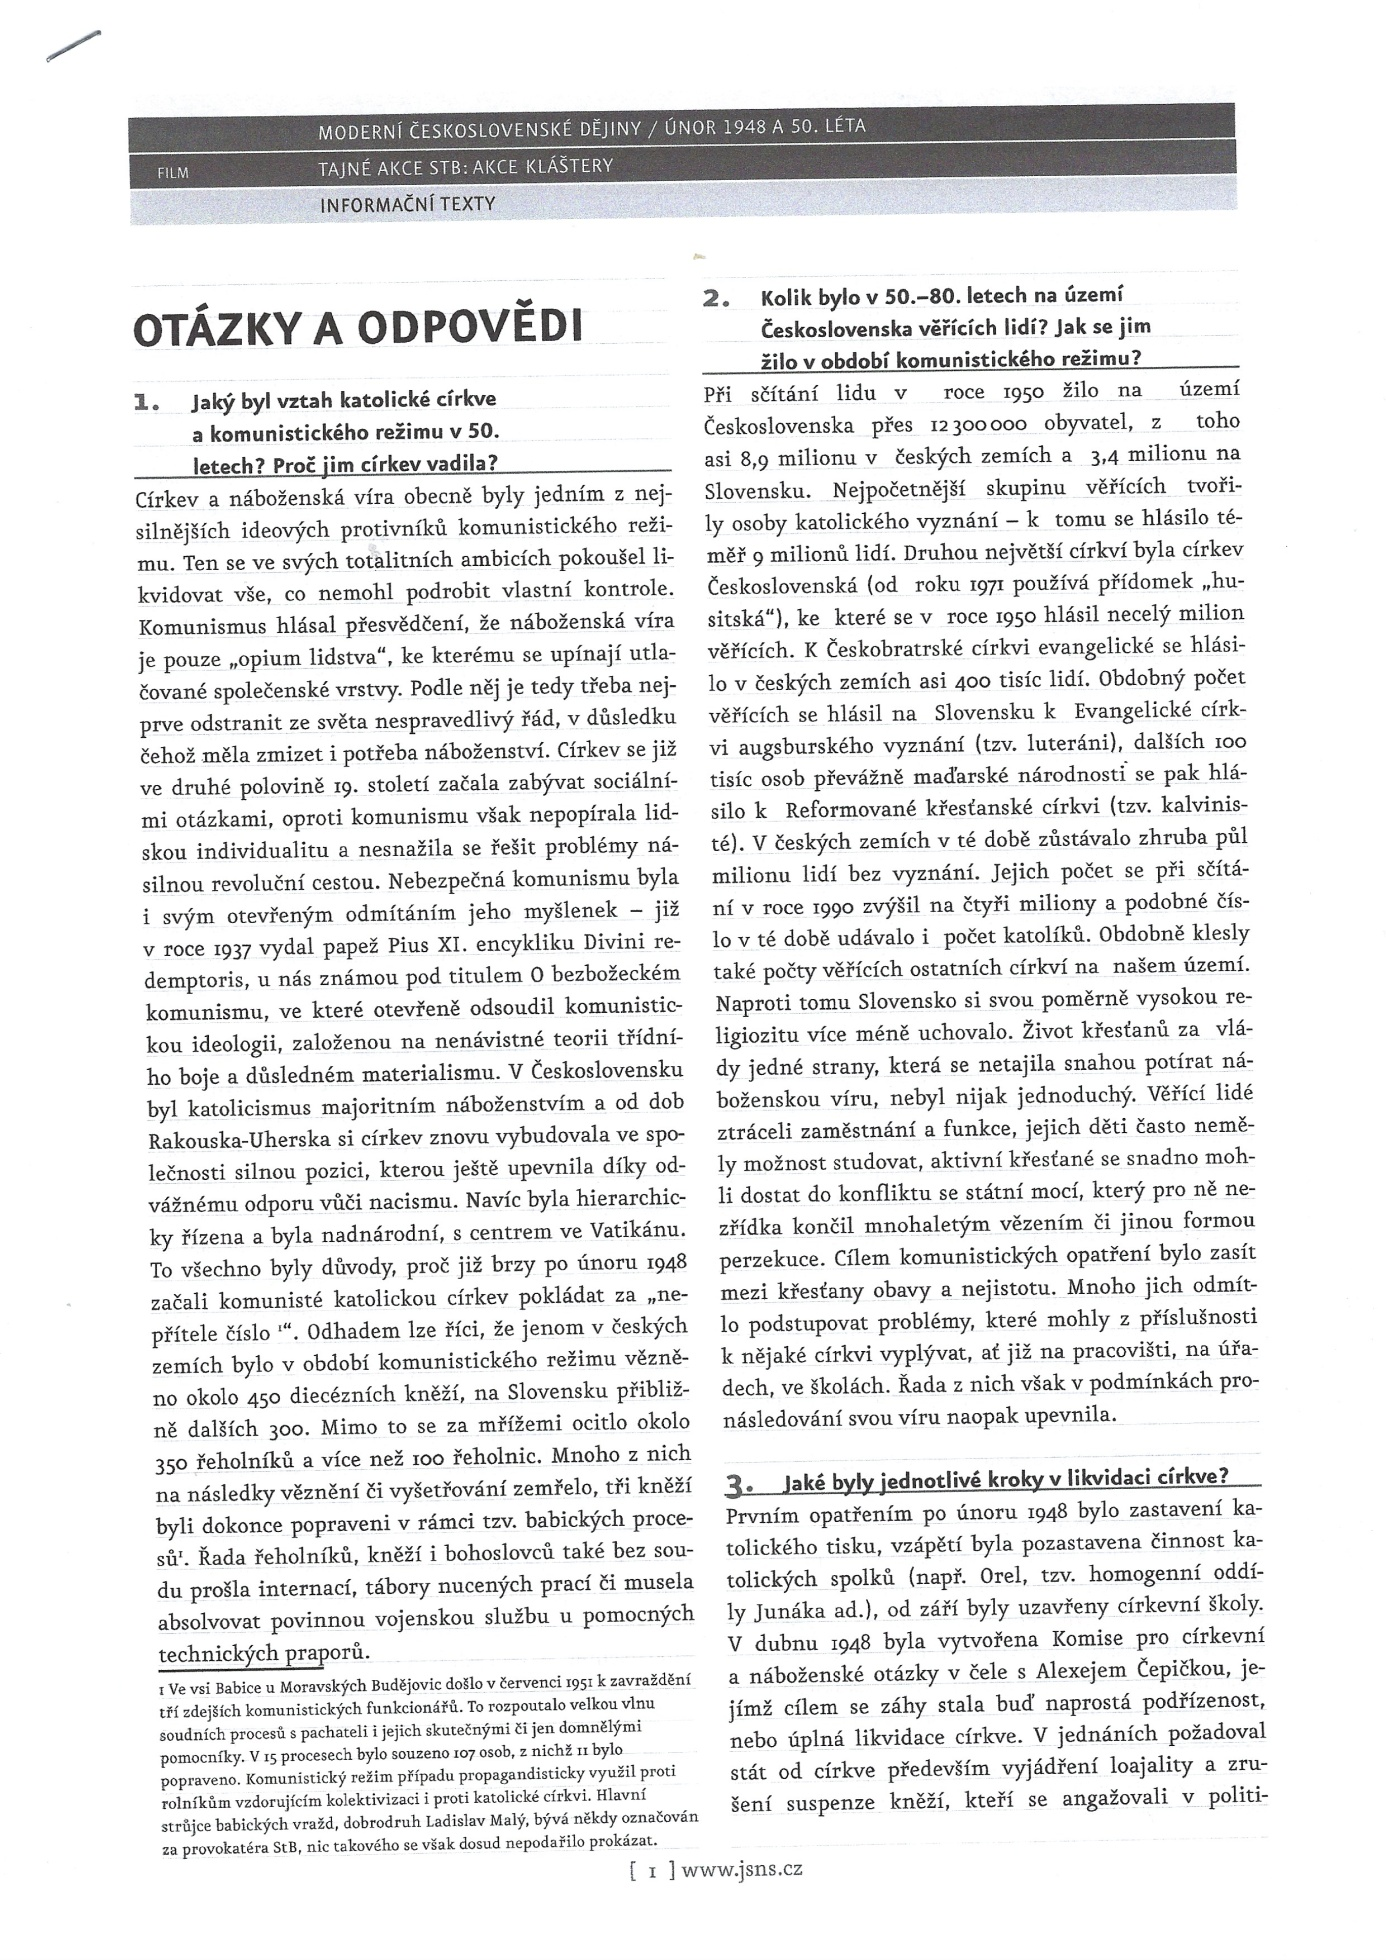 MODERNÍ ČESKOSLOVENSKÉ DĚJINY / ÚNOR 1948 A 50. LÉTA
FILM TAJNÉ AKCE STB: AKCE KLÁŠTERY
INFORMAČNÍ TEXTY
OTÁZKY A ODPOVĚDI
1. Jaký byl vztah katolické církve
a komunistického režimu v 50.
letech? Proč jim církev vadila?
Církev a náboženská víra obecně byly jedním z nej-
silnějších ideových protivníků komunistického reži-
mu. Ten se ve svých totalitních ambicích pokoušel li-
kvidovat vše, co nemohl podrobit vlastní kontrole.
Komunismus hlásal přesvědčení, že náboženská víra
je pouze „opium lidstva“, ke kterému se upínají utla-
čované společenské vrstvy. Podle něj je tedy třeba nej-
prve odstranit ze světa nespravedlivý řád, v důsledku
čehož měla zmizet i potřeba náboženství. Církev se již
ve druhé polovině 19. století začala zabývat sociální-
mi otázkami, oproti komunismu však nepopírala lid-
skou individualitu a nesnažila se řešit problémy ná-
silnou revoluční cestou. Nebezpečná komunismu byla
i svým otevřeným odmítáním jeho myšlenek – již
v roce 1937 vydal papež Pius XI. encykliku Divini re-
demptoris, u nás známou pod titulem O bezbožeckém
komunismu, ve které otevřeně odsoudil komunistic-
kou ideologii, založenou na nenávistné teorii třídní-
ho boje a důsledném materialismu. V Československu
byl katolicismus majoritním náboženstvím a od dob
Rakouska-Uherska si církev znovu vybudovala ve spo-
lečnosti silnou pozici, kterou ještě upevnila díky od-
vážnému odporu vůči nacismu. Navíc byla hierarchic-
ky řízena a byla nadnárodní, s centrem ve Vatikánu.
To všechno byly důvody, proč již brzy po únoru 1948
začali komunisté katolickou církev pokládat za „ne-
přítele číslo 1“. Odhadem lze říci, že jenom v českých
zemích bylo v období komunistického režimu vězně-
no okolo 450 diecézních kněží, na Slovensku přibliž-
ně dalších 300. Mimo to se za mřížemi ocitlo okolo
350 řeholníků a více než 100 řeholnic. Mnoho z nich
na následky věznění či vyšetřování zemřelo, tři kněží
byli dokonce popraveni v rámci tzv. babických proce-
sů1. Řada řeholníků, kněží i bohoslovců také bez sou-
du prošla internací, tábory nucených prací či musela
absolvovat povinnou vojenskou službu u pomocných
technických praporů.
1 Ve vsi Babice u Moravských Budějovic došlo v červenci 1951 k zavraždění
tří zdejších komunistických funkcionářů. To rozpoutalo velkou vlnu
soudních procesů s pachateli i jejich skutečnými či jen domnělými
pomocníky. V 15 procesech bylo souzeno 107 osob, z nichž 11 bylo
popraveno. Komunistický režim případu propagandisticky využil proti
rolníkům vzdorujícím kolektivizaci i proti katolické církvi. Hlavní
strůjce babických vražd, dobrodruh Ladislav Malý, bývá někdy označován
za provokatéra StB, nic takového se však dosud nepodařilo prokázat.
2. Kolik bylo v 50.–80. letech na území
Československa věřících lidí? Jak se jim
žilo v období komunistického režimu?
Při sčítání lidu v roce 1950 žilo na území
Československa přes 12 300 000 obyvatel, z toho
asi 8,9 milionu v českých zemích a 3,4 milionu na
Slovensku. Nejpočetnější skupinu věřících tvoři-
ly osoby katolického vyznání – k tomu se hlásilo té-
měř 9 milionů lidí. Druhou největší církví byla církev
Československá (od roku 1971 používá přídomek „hu-
sitská“), ke které se v roce 1950 hlásil necelý milion
věřících. K Českobratrské církvi evangelické se hlási-
lo v českých zemích asi 400 tisíc lidí. Obdobný počet
věřících se hlásil na Slovensku k Evangelické círk-
vi augsburského vyznání (tzv. luteráni), dalších 100
tisíc osob převážně maďarské národnosti se pak hlá-
silo k Reformované křesťanské církvi (tzv. kalvinis-
té). V českých zemích v té době zůstávalo zhruba půl
milionu lidí bez vyznání. Jejich počet se při sčítá-
ní v roce 1990 zvýšil na čtyři miliony a podobné čís-
lo v té době udávalo i počet katolíků. Obdobně klesly
také počty věřících ostatních církví na našem území.
Naproti tomu Slovensko si svou poměrně vysokou re-
ligiozitu více méně uchovalo. Život křesťanů za vlá-
dy jedné strany, která se netajila snahou potírat ná-
boženskou víru, nebyl nijak jednoduchý. Věřící lidé
ztráceli zaměstnání a funkce, jejich děti často nemě-
ly možnost studovat, aktivní křesťané se snadno moh-
li dostat do konfliktu se státní mocí, který pro ně ne-
zřídka končil mnohaletým vězením či jinou formou
perzekuce. Cílem komunistických opatření bylo zasít
mezi křesťany obavy a nejistotu. Mnoho jich odmít-
lo podstupovat problémy, které mohly z příslušnosti
k nějaké církvi vyplývat, ať již na pracovišti, na úřa-
dech, ve školách. Řada z nich však v podmínkách pro-
následování svou víru naopak upevnila.
3. Jaké byly jednotlivé kroky v likvidaci církve?
Prvním opatřením po únoru 1948 bylo zastavení ka-
tolického tisku, vzápětí byla pozastavena činnost ka-
tolických spolků (např. Orel, tzv. homogenní oddí-
ly Junáka ad.), od září byly uzavřeny církevní školy.
V dubnu 1948 byla vytvořena Komise pro církevní
a náboženské otázky v čele s Alexejem Čepičkou, je-
jímž cílem se záhy stala buď naprostá podřízenost,
nebo úplná likvidace církve. V jednáních požadoval
stát od církve především vyjádření loajality a zru-
šení suspenze kněží, kteří se angažovali v politi-
[ 1 ] www.jsns.cz